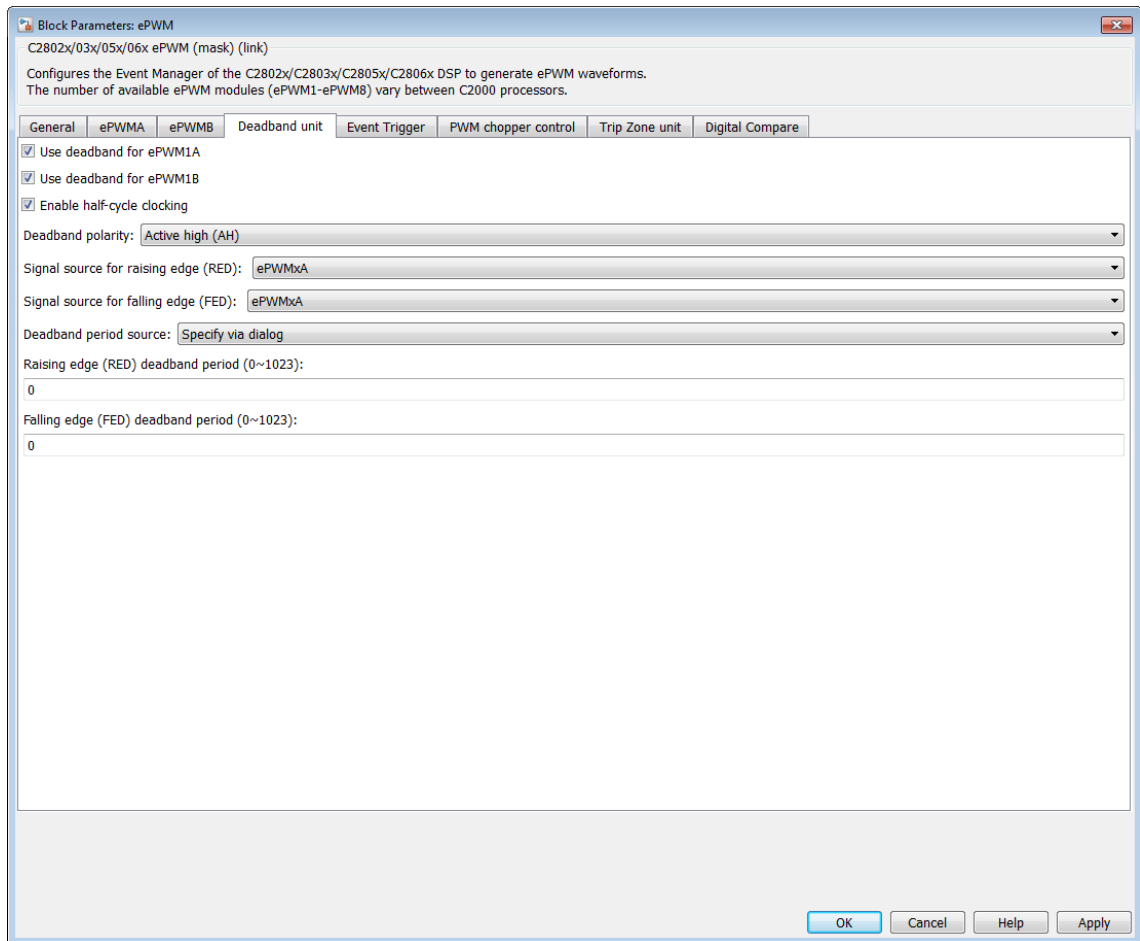 Block Parameters: ePWM
C2802x/03x/05x/06x ePWM (mask) (link)
Configures the Event Manager of the C2802x/C2803x/C2805x/C2806x DSP to generate ePWM waveforms.
The number of available ePWM modules (ePWM1-ePWM8) vary between C2000 processors.
General ePWMA ePWMB Deadband unit Event Trigger PWM chopper control Trip Zone unit Digital Compare
Use deadband for ePWM1A
Use deadband for ePWM1B
Enable half-cycle clocking
Deadband polarity: Active high (AH)
Signal source for raising edge (RED): ePWMxA
Signal source for falling edge (FED): ePWMxA
Deadband period source: Specify via dialog
Raising edge (RED) deadband period (0~1023):
0
Falling edge (FED) deadband period (0~1023):
0
OK Cancel Help Apply